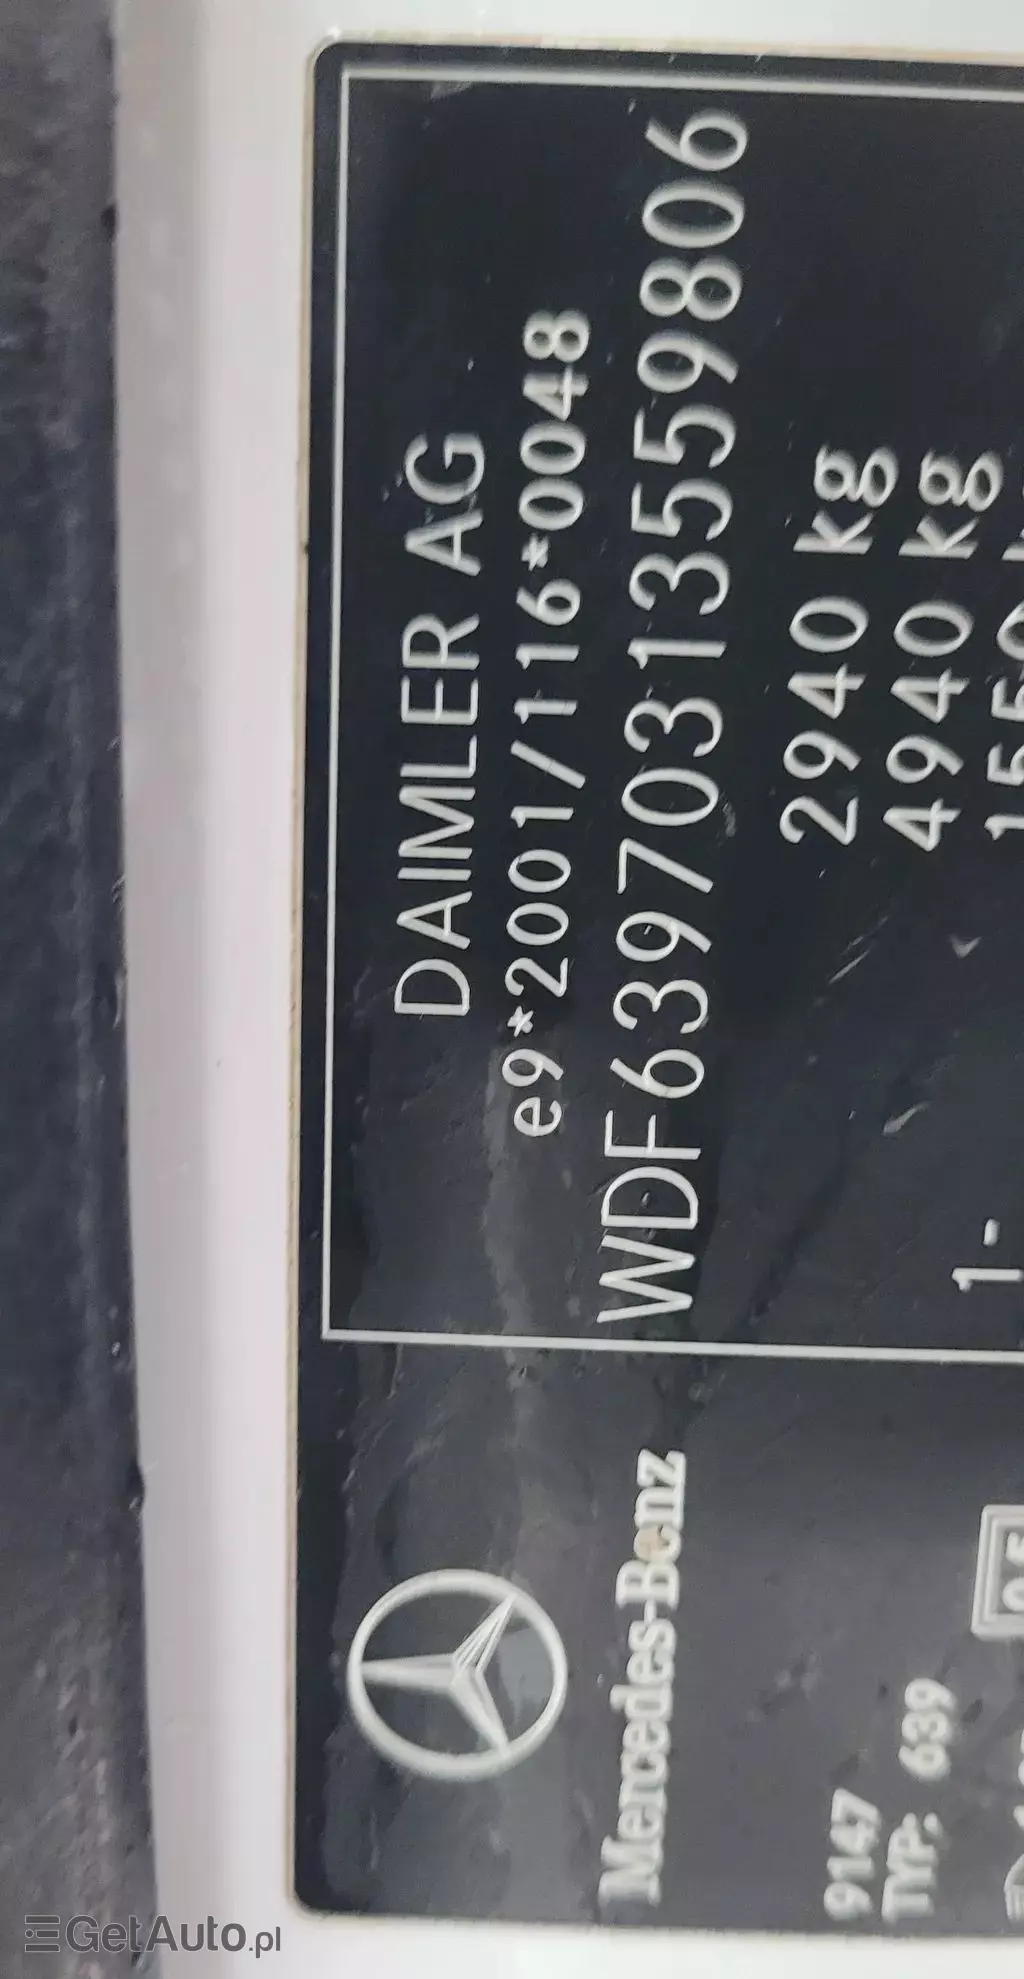 DAIMLER AG
e9*2001/116*0048
WDF63970313559806
2940 kg
4940 kg
1-
Mercedes-Benz
9147
TYP: 639
GetAuto.pl